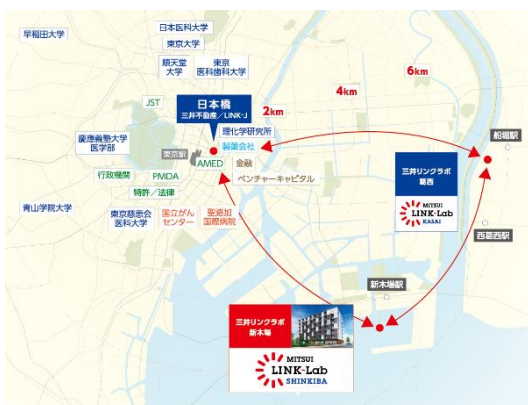 早稲田大学
日本医科大学
東京大学
順天堂
大学
東京
医科歯科大学
JST
日本橋
三井不動産／LINK-J
2km
4km
6km
理化学研究所
製薬会社
慶應義塾大学
医学部
東京駅
AMED
金融
ベンチャーキャピタル
行政機関
PMDA
特許／法律
青山学院大学
東京慈恵会
医科大学
国立がん
センター
聖路加
国際病院
船堀駅
三井リンクラボ
葛西
MITSUI
LINK-Lab
KASAI
西葛西駅
新木場駅
三井リンクラボ
新木場
MITSUI
LINK-Lab
SHINKIBA